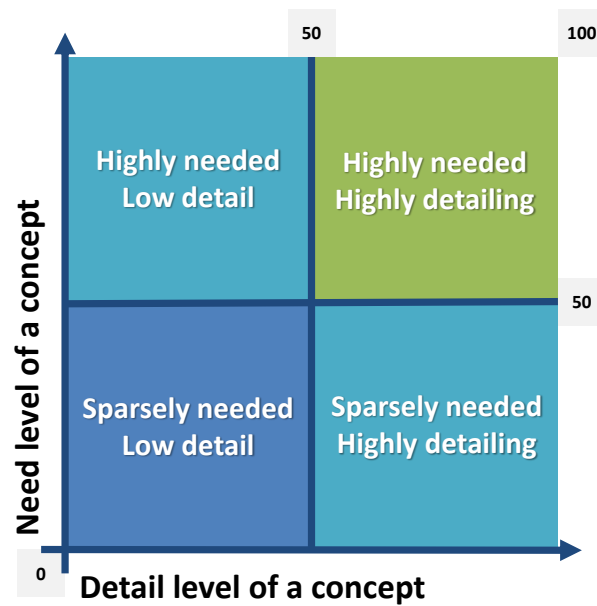 50
100
Highly needed
Low detail
Highly needed
Highly detailing
Need level of a concept
50
Sparsely needed
Low detail
Sparsely needed
Highly detailing
0
Detail level of a concept